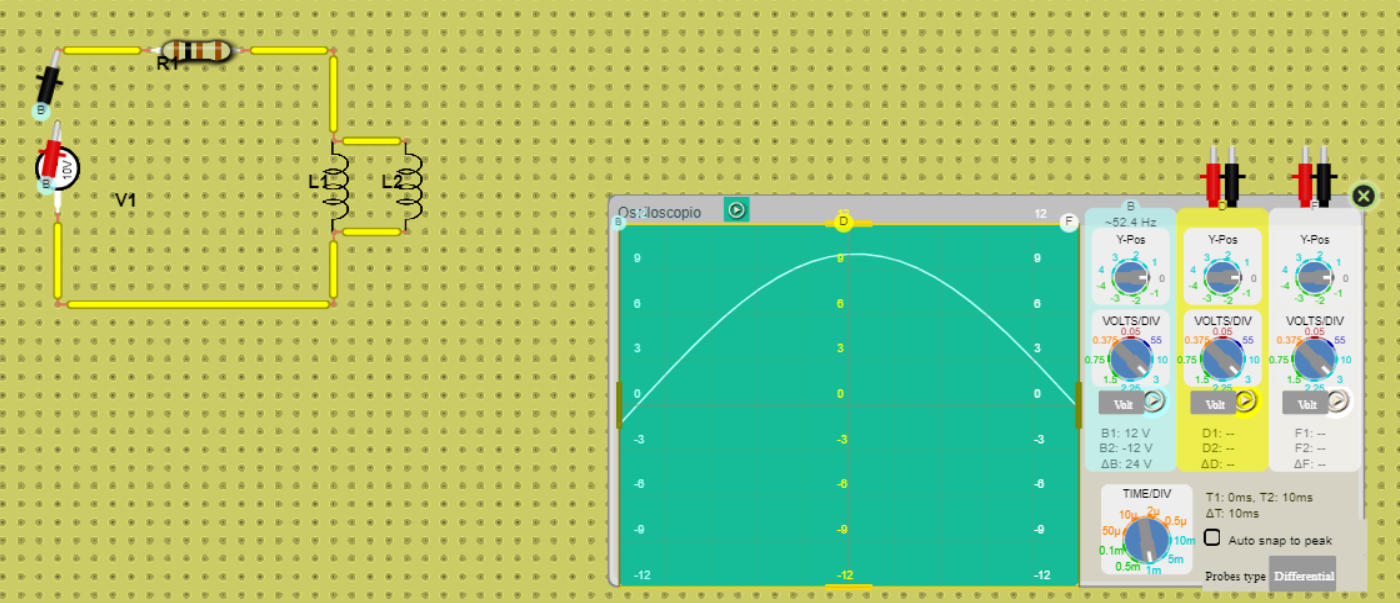 R1
B
10V
B
V1
L1
L2
Osciloscopio
12
12
12
B
D
F
9
9
9
6
6
6
3
3
3
0
0
0
-3
-3
-3
-6
-6
-6
-9
-9
-9
-12
-12
-12
B
D
F
~52.4 Hz
Y-Pos
Y-Pos
Y-Pos
4 3 2 1 0 -1 -2 -3 -4
4 3 2 1 0 -1 -2 -3 -4
4 3 2 1 0 -1 -2 -3 -4
VOLTS/DIV
VOLTS/DIV
VOLTS/DIV
0.05
0.375 55
0.75 10
1.5 2.25 3
0.05
0.375 55
0.75 10
1.5 2.25 3
0.05
0.375 55
0.75 10
1.5 2.25 3
Volt
Volt
Volt
B1: 12 V
B2: -12 V
ΔB: 24 V
D1: --
D2: --
ΔD: --
F1: --
F2: --
ΔF: --
TIME/DIV
10µ 2µ 0.5µ
50µ 10m
0.1m 5m
0.5m 1m
T1: 0ms, T2: 10ms
ΔT: 10ms
Auto snap to peak
Probes type Differential